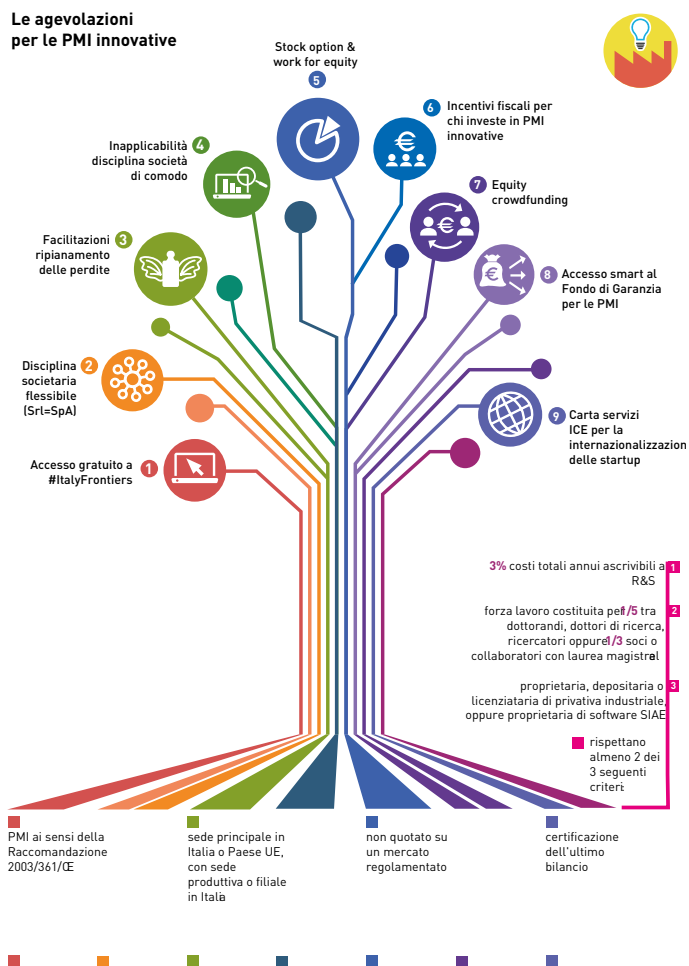 Le agevolazioni
per le PMI innovative
Stock option &
work for equity
5
6
Incentivi fiscali per
chi investe in PMI
innovative
Inapplicabilità
disciplina società
di comodo
4
7
Equity
crowdfunding
Facilitazioni
ripianamento
delle perdite
3
8
Accesso smart al
Fondo di Garanzia
per le PMI
Disciplina
societaria
flessibile
(Srl=SpA)
2
9
Carta servizi
ICE per la
internazionalizzazion
delle startup
Accesso gratuito a
#ItalyFrontiers
1
3% costi totali annui ascrivibili a
R&S
1
forza lavoro costituita per 1/5 tra
dottorandi, dottori di ricerca,
ricercatori oppure 1/3 soci o
collaboratori con laurea magistrale
2
proprietaria, depositaria o
licenziataria di privativa industriale,
oppure proprietaria di software SIAE
3
rispettano
almeno 2 dei
3 seguenti
criteri:
PMI ai sensi della
Raccomandazione
2003/361/CE
sede principale in
Italia o Paese UE,
con sede
produttiva o filiale
in Italia
non quotato su
un mercato
regolamentato
certificazione
dell'ultimo
bilancio